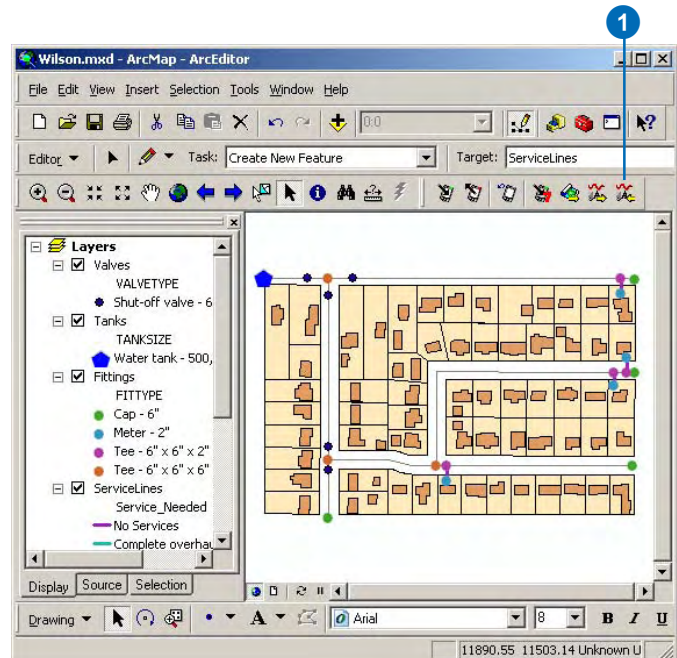 1
Wilson.mxd - ArcMap - ArcEditor
File Edit View Insert Selection Tools Window Help
0:0
Editor Task: Create New Feature Target: ServiceLines
Layers
Valves
VALVETYPE
Shut-off valve - 6
Tanks
TANKSIZE
Water tank - 500,
Fittings
FITTYPE
Cap - 6"
Meter - 2"
Tee - 6" x 6" x 2"
Tee - 6" x 6" x 6"
ServiceLines
Service_Needed
No Services
Complete overhau
Display Source Selection
Drawing A Arial 8 B I U
11890.55 11503.14 Unknown U